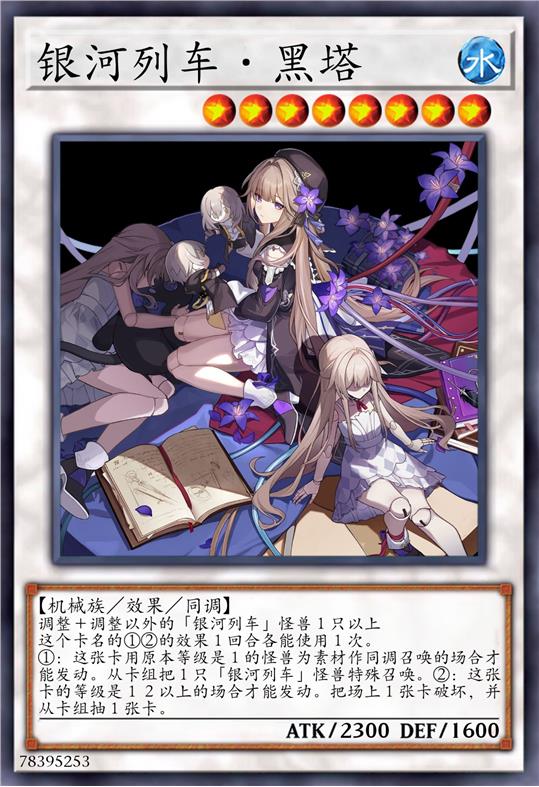 银河列车·黑塔
水
【机械族／效果／同调】
调整＋调整以外的「银河列车」怪兽１只以上
这个卡名的①②的效果１回合各能使用１次。
①：这张卡用原本等级是１的怪兽为素材作同调召唤的场合才
能发动。从卡组把１只「银河列车」怪兽特殊召唤。②：这张
卡的等级是１２以上的场合才能发动。把场上１张卡破坏，并
从卡组抽１张卡。
ATK/2300 DEF/1600
78395253